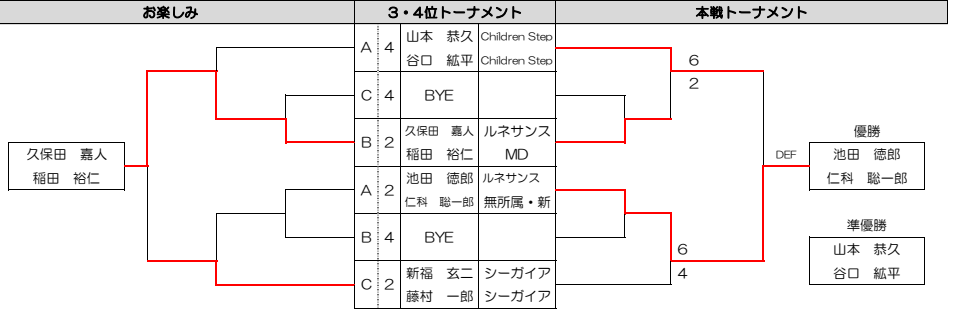 お楽しみ 3・4位トーナメント 本戦トーナメント
A 4 山本 恭久 Children Step
谷口 紘平 Children Step
6
2
C 4 BYE
B 2 久保田 嘉人 ルネサンス
稲田 裕仁 MD
久保田 嘉人
稲田 裕仁
DEF
優勝
池田 徳郎
仁科 聡一郎
A 2 池田 徳郎 ルネサンス
仁科 聡一郎 無所属・新
B 4 BYE
6
4
準優勝
山本 恭久
谷口 紘平
C 2 新福 玄二 シーガイア
藤村 一郎 シーガイア